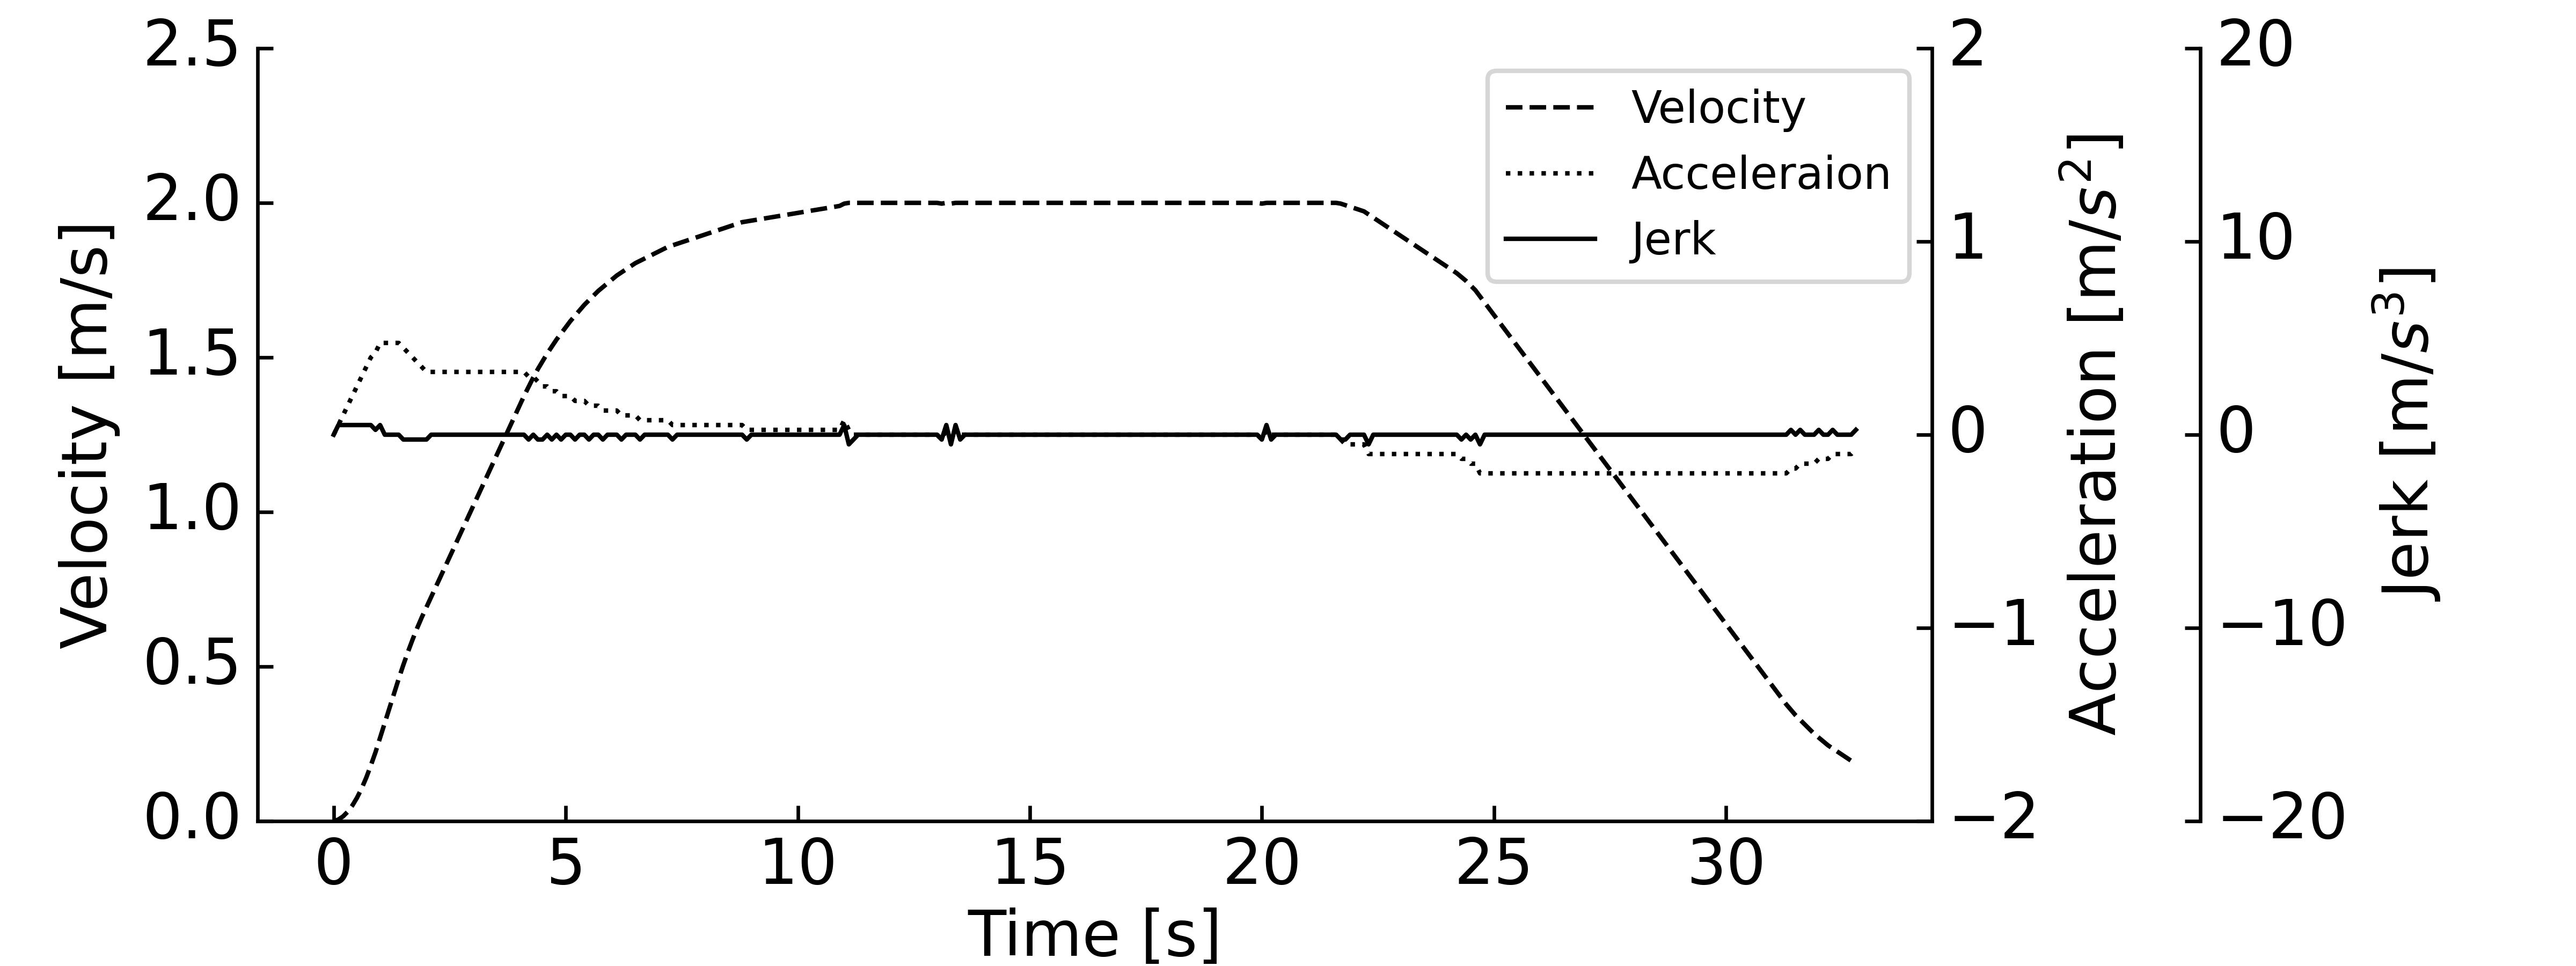 2.5
2.0
1.5
1.0
0.5
0.0
Velocity [m/s]
0 5 10 15 20 25 30
Time [s]
Velocity
Acceleraion
Jerk
2
1
0
−1
−2
Acceleration [m/s²]
20
10
0
−10
−20
Jerk [m/s³]